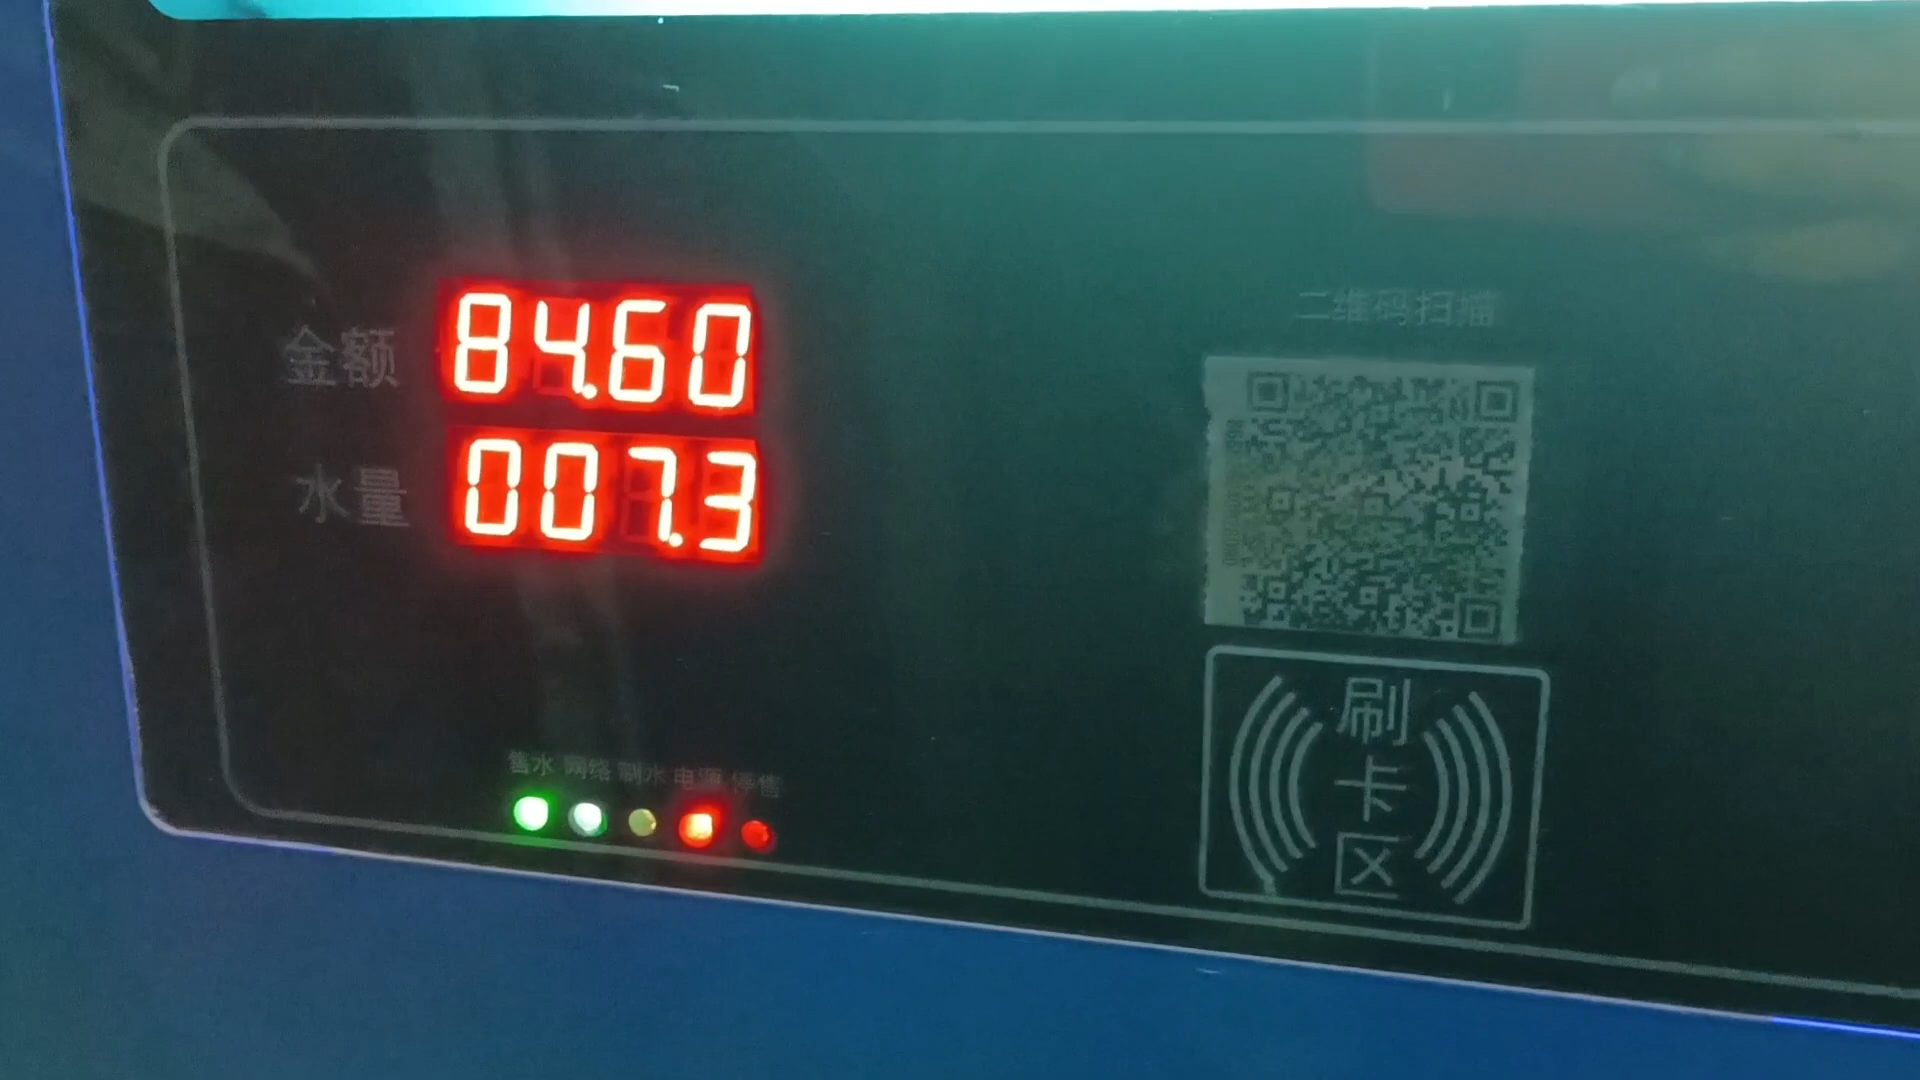 金额 84.60
水量 007.3
售水 网络 制水 电源 停售
二维码扫描
刷
卡
区